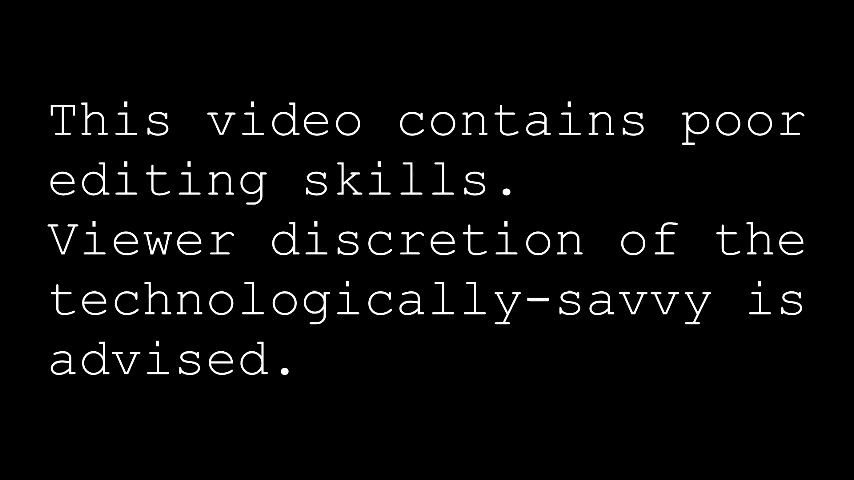 This video contains poor
editing skills.
Viewer discretion of the
technologically-savvy is
advised.